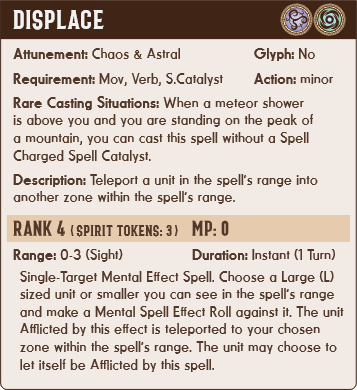 DISPLACE
Attunement: Chaos & Astral Glyph: No
Requirement: Mov, Verb, S.Catalyst Action: minor
Rare Casting Situations: When a meteor shower
is above you and you are standing on the peak of
a mountain, you can cast this spell without a Spell
Charged Spell Catalyst.
Description: Teleport a unit in the spell's range into
another zone within the spell's range.
RANK 4 (SPIRIT TOKENS: 3) MP: 0
Range: 0-3 (Sight) Duration: Instant (1 Turn)
Single-Target Mental Effect Spell. Choose a Large (L)
sized unit or smaller you can see in the spell's range
and make a Mental Spell Effect Roll against it. The unit
Afflicted by this effect is teleported to your chosen
zone within the spell's range. The unit may choose to
let itself be Afflicted by this spell.